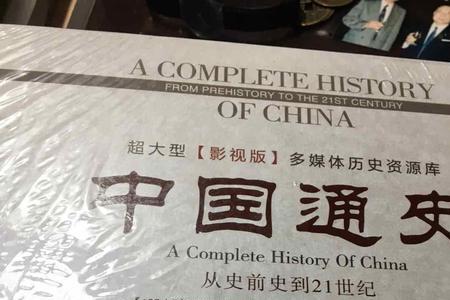 A COMPLETE HISTORY
FROM PREHISTORY TO THE 21ST CENTURY
OF CHINA
超大型【影视版】多媒体历史资源库
中国通史
A Complete History Of China
从史前史到21世纪